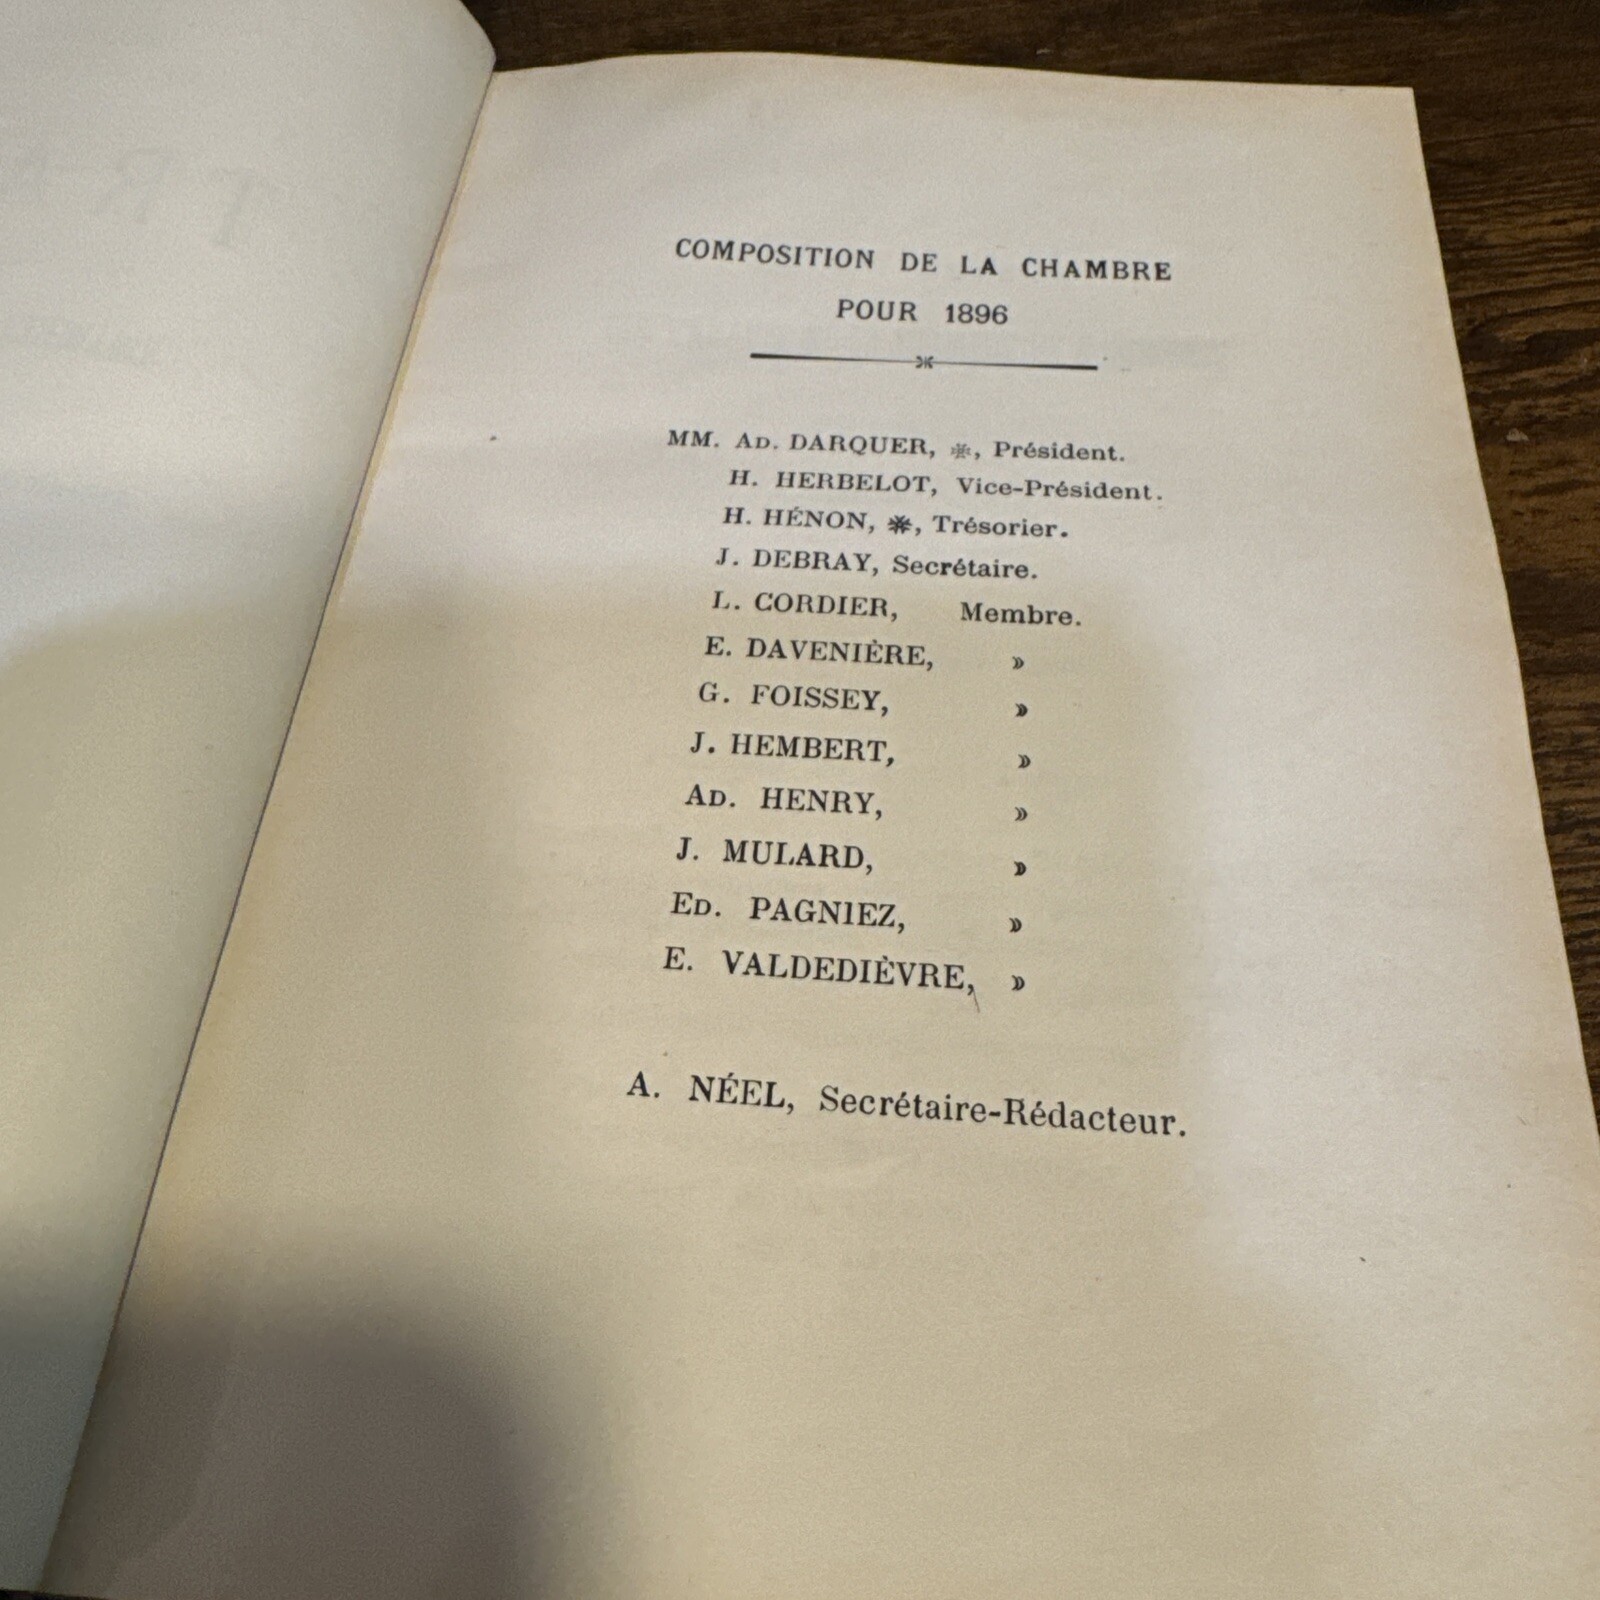 COMPOSITION DE LA CHAMBRE
POUR 1896
MM. AD. DARQUER, ✳, Président.
H. HERBELOT, Vice-Président.
H. HÉNON, ✳, Trésorier.
J. DEBRAY, Secrétaire.
L. CORDIER, Membre.
E. DAVENIÈRE, »
G. FOISSEY, »
J. HEMBERT, »
AD. HENRY, »
J. MULARD, »
ED. PAGNIEZ, »
E. VALDEDIÈVRE, »
A. NÉEL, Secrétaire-Rédacteur.